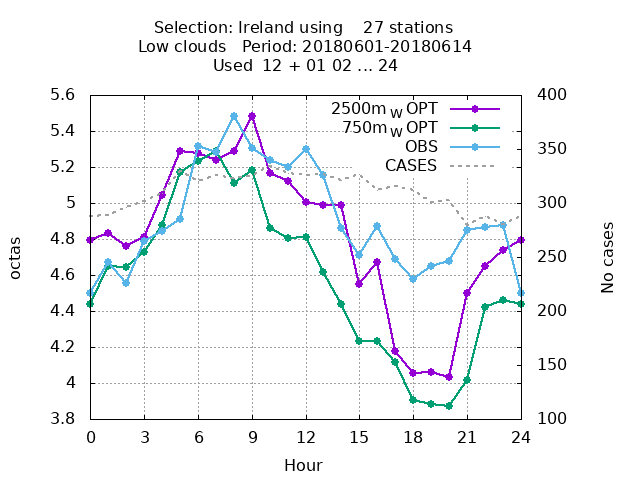 Selection: Ireland using    27 stations
Low clouds   Period: 20180601-20180614
Used  12 + 01 02 ... 24
5.6
5.4
5.2
5
4.8
4.6
4.4
4.2
4
3.8
octas
400
350
300
250
200
150
100
No cases
2500m W OPT
750m W OPT
OBS
CASES
0 3 6 9 12 15 18 21 24
Hour